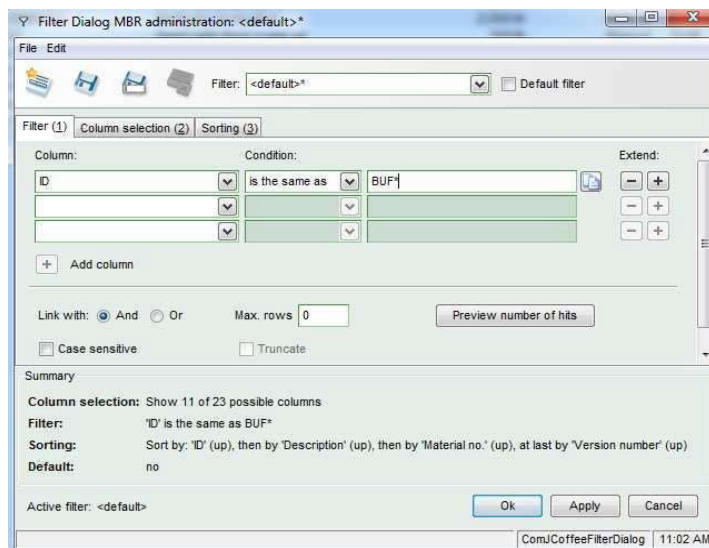 Filter Dialog MBR administration: <default>*
File Edit
Filter: <default>* Default filter
Filter (1) Column selection (2) Sorting (3)
Column: Condition: Extend:
ID is the same as BUF*
Add column
Link with: And Or Max. rows 0 Preview number of hits
Case sensitive Truncate
Summary
Column selection: Show 11 of 23 possible columns
Filter: 'ID' is the same as BUF*
Sorting: Sort by: 'ID' (up), then by 'Description' (up), then by 'Material no.' (up), at last by 'Version number' (up)
Default: no
Active filter: <default> Ok Apply Cancel
ComJCoffeeFilterDialog 11:02 AM